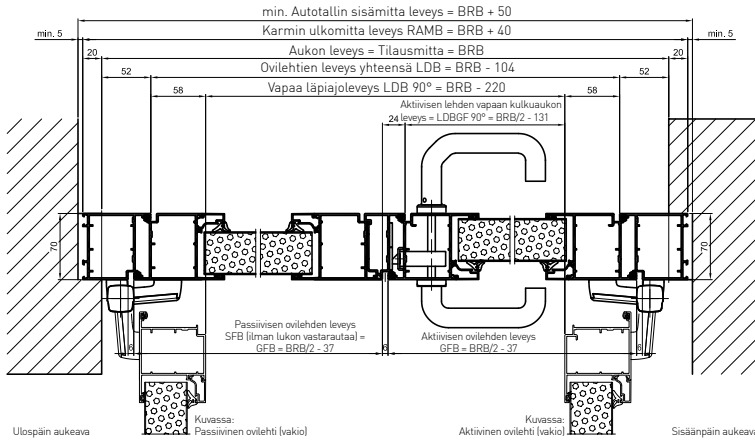 min. Autotallin sisämitta leveys = BRB + 50
min. 5
Karmin ulkomitta leveys RAMB = BRB + 40
min. 5
20
Aukon leveys = Tilausmitta = BRB
20
52
Ovilehtien leveys yhteensä LDB = BRB - 104
52
58
Vapaa läpiajoleveys LDB 90° = BRB - 220
58
24
Aktiivisen lehden vapaan kulkuaukon
leveys = LDBGF 90° = BRB/2 - 131
70
70
6
Passiivisen ovilehden leveys
SFB (ilman lukon vastarautaa) =
GFB = BRB/2 - 37
6
Aktiivisen ovilehden leveys
GFB = BRB/2 - 37
6
Ulospäin aukeava
Kuvassa:
Passiivinen ovilehti (vakio)
Kuvassa:
Aktiivinen ovilehti (vakio)
Sisäänpäin aukeava